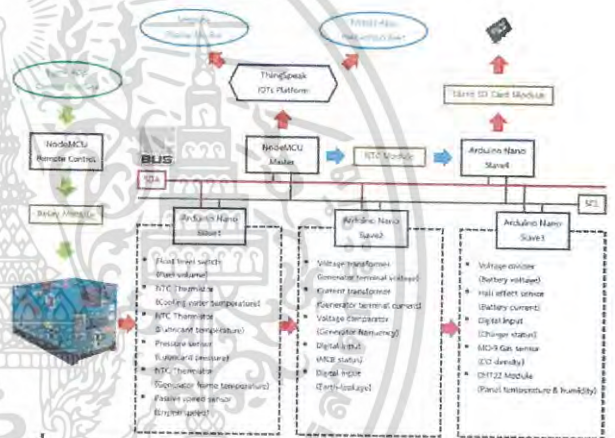 ThingSpeak
IOTs Platform
Micro SD Card Module
NodeMCU
Remote Control
NodeMCU
Master
RTC Module
Arduino Nano
Slave4
BUS
SDA
SCL
Relay Module
Arduino Nano
Slave1
Arduino Nano
Slave2
Arduino Nano
Slave3
• Float level switch
(Fuel volume)
• NTC Thermistor
(Cooling water temperature)
• NTC Thermistor
(Lubricant temperature)
• Pressure sensor
(Lubricant pressure)
• NTC Thermistor
(Generator frame temperature)
• Passive speed sensor
(Engine speed)
• Voltage transformer
(Generator terminal voltage)
• Current transformer
(Generator terminal current)
• Voltage comparator
(Generator frequency)
• Digital input
(MCB status)
• Digital input
(Earth leakage)
• Voltage divider
(Battery voltage)
• Hall effect sensor
(Battery current)
• Digital input
(Charger status)
• MQ-9 Gas sensor
(CO density)
• DHT22 Module
(Panel temperature & humidity)